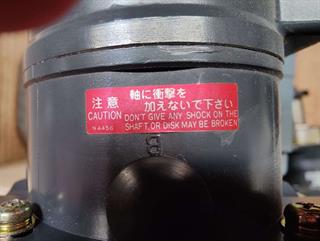 注意
CAUTION
N4456
軸に衝撃を
加えないで下さい
DON'T GIVE ANY SHOCK ON THE
SHAFT, OR DISK MAY BE BROKEN
B